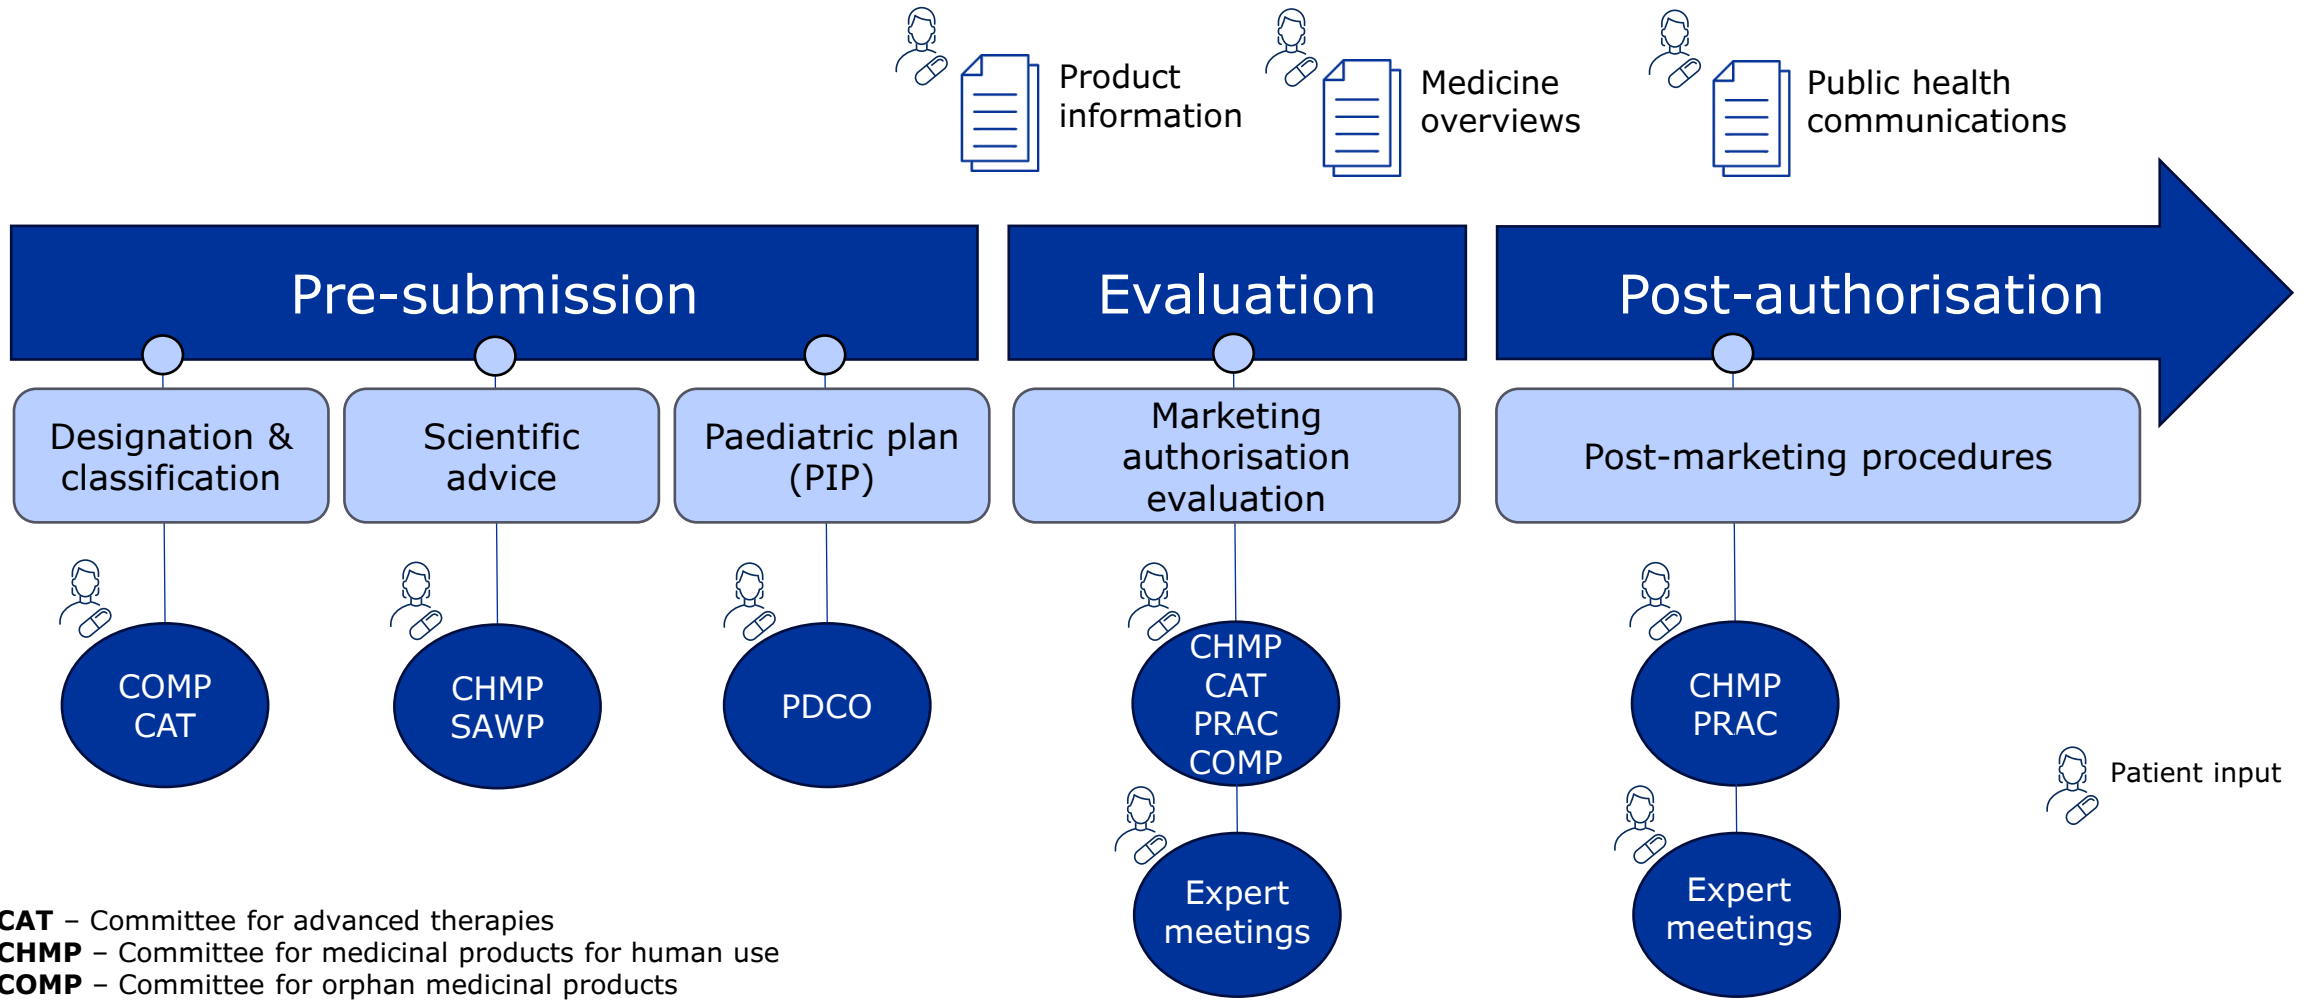 Product
information
Medicine
overviews
Public health
communications
Pre-submission
Evaluation
Post-authorisation
Designation &
classification
Scientific
advice
Paediatric plan
(PIP)
Marketing
authorisation
evaluation
Post-marketing procedures
COMP
CAT
CHMP
SAWP
PDCO
CHMP
CAT
PRAC
COMP
CHMP
PRAC
Patient input
Expert
meetings
Expert
meetings
CAT – Committee for advanced therapies
CHMP – Committee for medicinal products for human use
COMP – Committee for orphan medicinal products